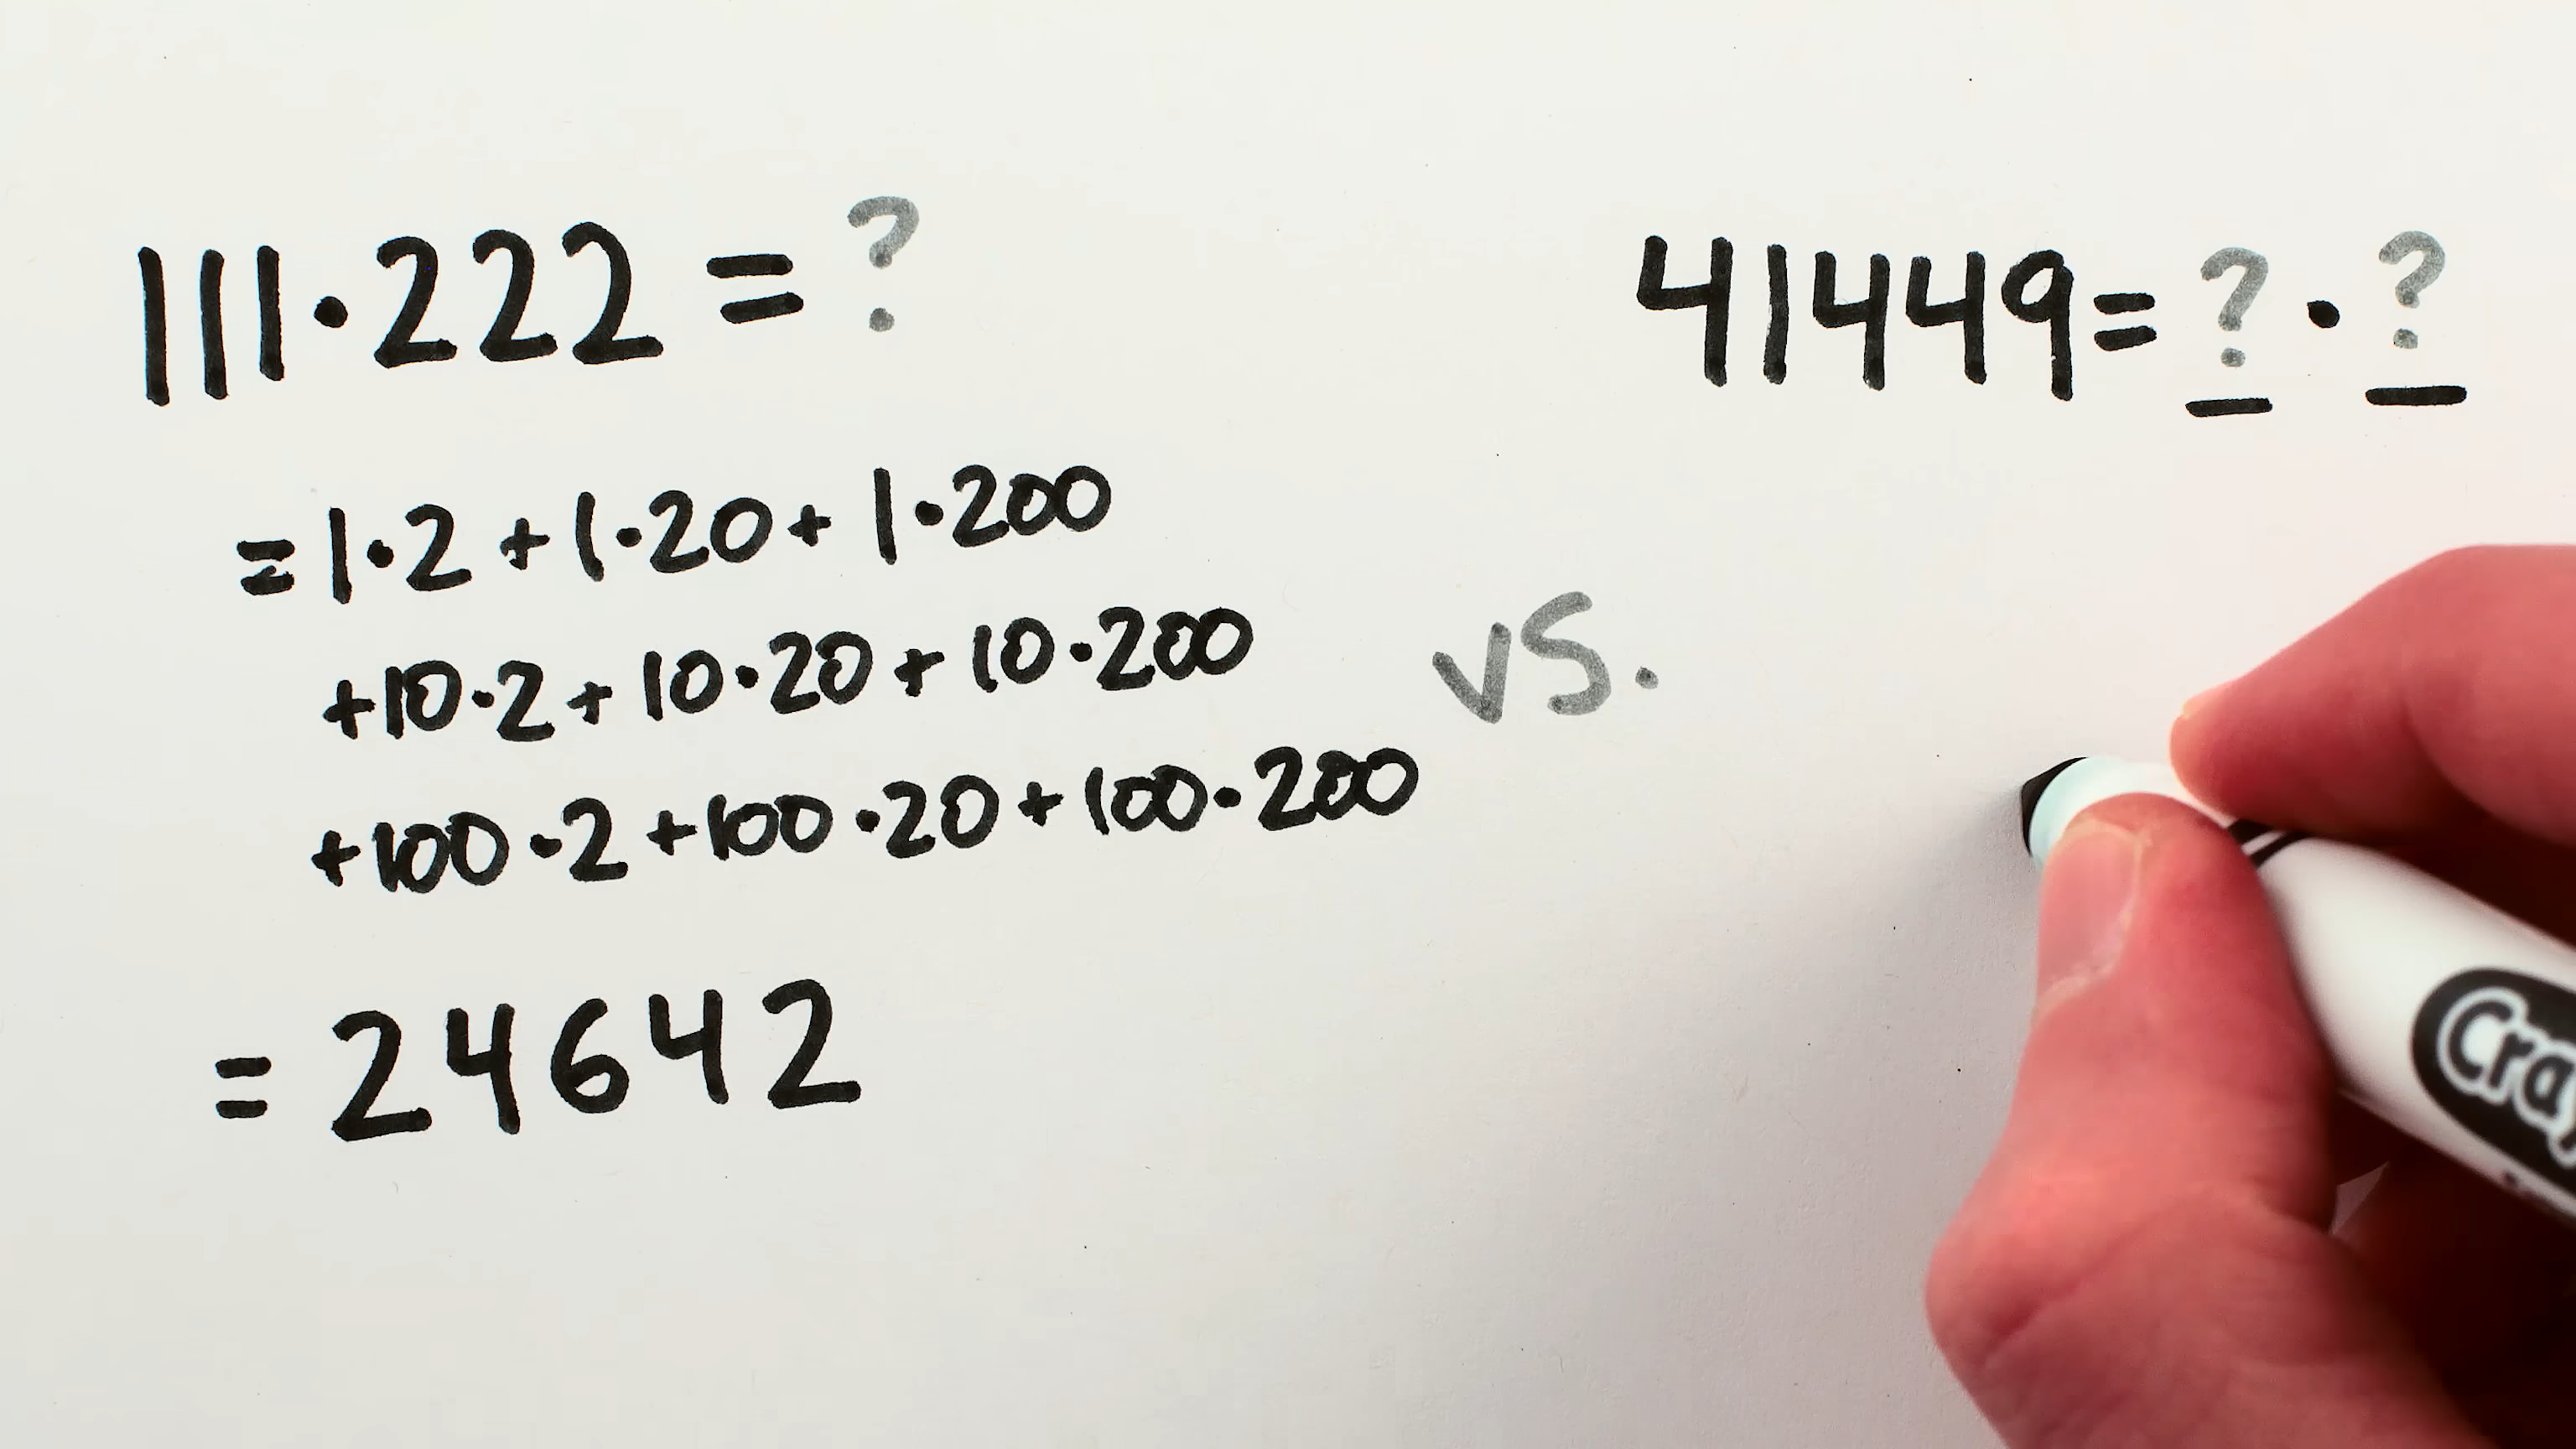 111·222 = ?
= 1·2 + 1·20 + 1·200
+10·2 + 10·20 + 10·200
+100·2 + 100·20 + 100·200
= 24642
vs.
41449 = ? · ?